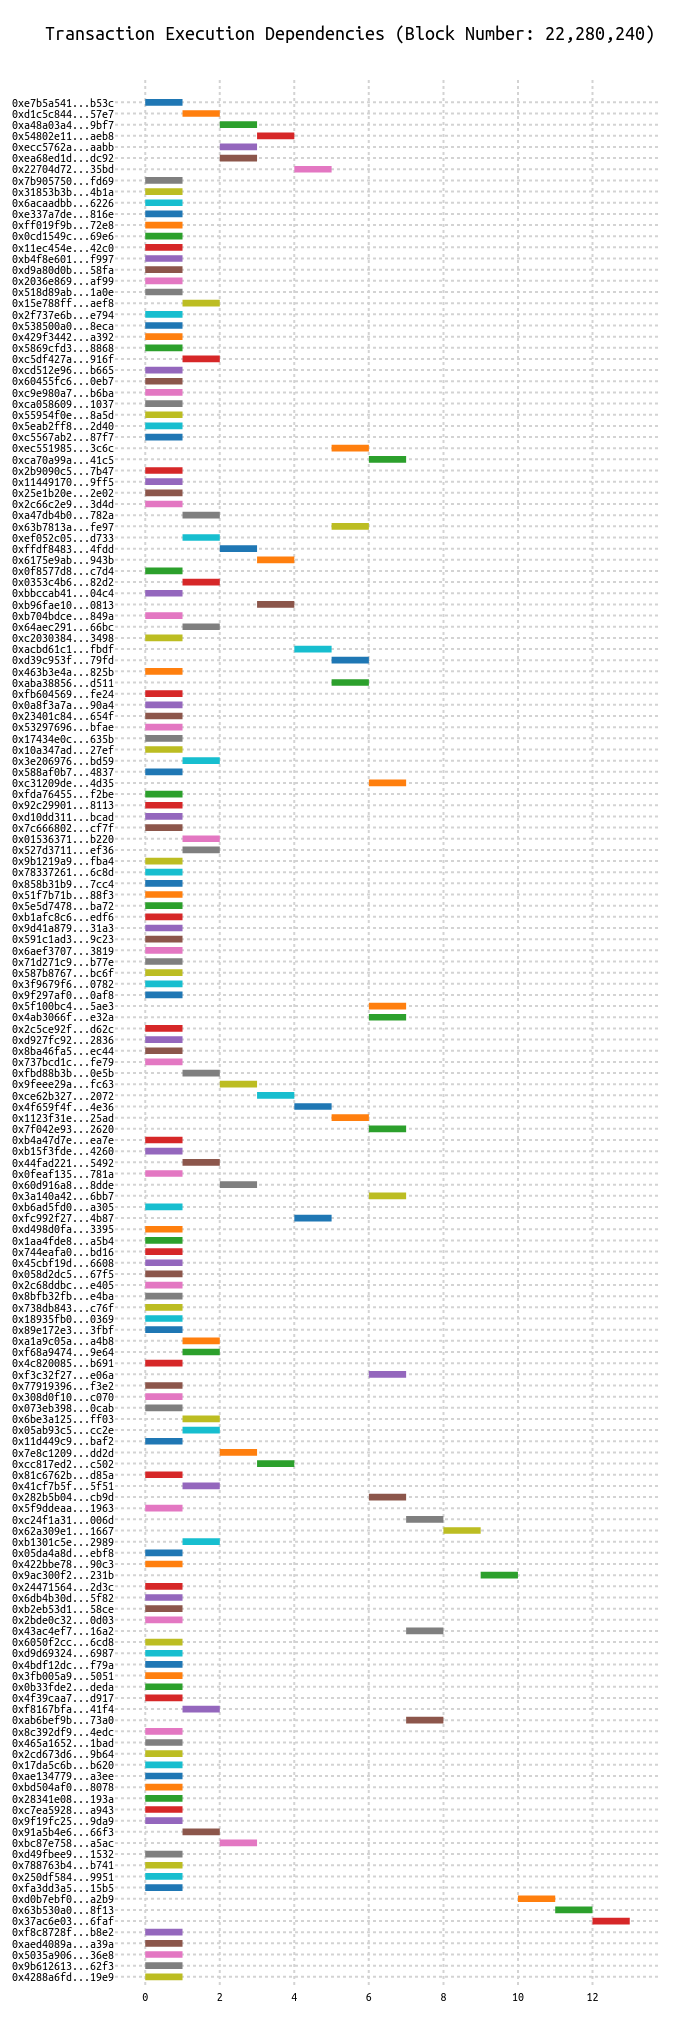 Transaction Execution Dependencies (Block Number: 22,280,240)
0xe7b5a541...b53c
0xd1c5c844...57e7
0xa48a03a4...9bf7
0x54802e11...aeb8
0xecc5762a...aabb
0xea68ed1d...dc92
0x22704d72...35bd
0x7b905750...fd69
0x31853b3b...4b1a
0x6acaadbb...6226
0xe337a7de...816e
0xff019f9b...72e8
0x0cd1549c...69e6
0x11ec454e...42c0
0xb4f8e601...f997
0xd9a80d0b...58fa
0x2036e869...af99
0x518d89ab...1a0e
0x15e788ff...aef8
0x2f737e6b...e794
0x538500a0...8eca
0x429f3442...a392
0x5869cfd3...8868
0xc5df427a...916f
0xcd512e96...b665
0x60455fc6...0eb7
0xc9e980a7...b6ba
0xca058609...1037
0x55954f0e...8a5d
0x5eab2ff8...2d40
0xc5567ab2...87f7
0xec551985...3c6c
0xca70a99a...41c5
0x2b9090c5...7b47
0x11449170...9ff5
0x25e1b20e...2e02
0x2c66c2e9...3d4d
0xa47db4b0...782a
0x63b7813a...fe97
0xef052c05...d733
0xffdf8483...4fdd
0x6175e9ab...943b
0x0f8577d8...c7d4
0x0353c4b6...82d2
0xbbccab41...04c4
0xb96fae10...0813
0xb704bdce...849a
0x64aec291...66bc
0xc2030384...3498
0xacbd61c1...fbdf
0xd39c953f...79fd
0x463b3e4a...825b
0xaba38856...d511
0xfb604569...fe24
0x0a8f3a7a...90a4
0x23401c84...654f
0x53297696...bfae
0x17434e0c...635b
0x10a347ad...27ef
0x3e206976...bd59
0x588af0b7...4837
0xc31209de...4d35
0xfda76455...f2be
0x92c29901...8113
0xd10dd311...bcad
0x7c666802...cf7f
0x01536371...b220
0x527d3711...ef36
0x9b1219a9...fba4
0x78337261...6c8d
0x858b31b9...7cc4
0x51f7b71b...88f3
0x5e5d7478...ba72
0xb1afc8c6...edf6
0x9d41a879...31a3
0x591c1ad3...9c23
0x6aef3707...3819
0x71d271c9...b77e
0x587b8767...bc6f
0x3f9679f6...0782
0x9f297af0...0af8
0x5f100bc4...5ae3
0x4ab3066f...e32a
0x2c5ce92f...d62c
0xd927fc92...2836
0x8ba46fa5...ec44
0x737bcd1c...fe79
0xfbd88b3b...0e5b
0x9feee29a...fc63
0xce62b327...2072
0x4f659f4f...4e36
0x1123f31e...25ad
0x7f042e93...2620
0xb4a47d7e...ea7e
0xb15f3fde...4260
0x44fad221...5492
0x0feaf135...781a
0x60d916a8...8dde
0x3a140a42...6bb7
0xb6ad5fd0...a305
0xfc992f27...4b87
0xd498d0fa...3395
0x1aa4fde8...a5b4
0x744eafa0...bd16
0x45cbf19d...6608
0x058d2dc5...67f5
0x2c68ddbc...e405
0x8bfb32fb...e4ba
0x738db843...c76f
0x18935fb0...0369
0x89e172e3...3fbf
0xa1a9c05a...a4b8
0xf68a9474...9e64
0x4c820085...b691
0xf3c32f27...e06a
0x77919396...f3e2
0x308d0f10...c070
0x073eb398...0cab
0x6be3a125...ff03
0x05ab93c5...cc2e
0x11d449c9...baf2
0x7e8c1209...dd2d
0xcc817ed2...c502
0x81c6762b...d85a
0x41cf7b5f...5f51
0x282b5b04...cb9d
0x5f9ddeaa...1963
0xc24f1a31...006d
0x62a309e1...1667
0xb1301c5e...2989
0x05da4a8d...ebf8
0x422bbe78...90c3
0x9ac300f2...231b
0x24471564...2d3c
0x6db4b30d...5f82
0xb2eb53d1...58ce
0x2bde0c32...0d03
0x43ac4ef7...16a2
0x6050f2cc...6cd8
0xd9d69324...6987
0x4bdf12dc...f79a
0x3fb005a9...5051
0x0b33fde2...deda
0x4f39caa7...d917
0xf8167bfa...41f4
0xab6bef9b...73a0
0x8c392df9...4edc
0x465a1652...1bad
0x2cd673d6...9b64
0x17da5c6b...b620
0xae134779...a3ee
0xbd504af0...8078
0x28341e08...193a
0xc7ea5928...a943
0x9f19fc25...9da9
0x91a5b4e6...66f3
0xbc87e758...a5ac
0xd49fbee9...1532
0x788763b4...b741
0x250df584...9951
0xfa3dd3a5...15b5
0xd0b7ebf0...a2b9
0x63b530a0...8f13
0x37ac6e03...6faf
0xf8c8728f...b8e2
0xaed4089a...a39a
0x5035a906...36e8
0x9b612613...62f3
0x4288a6fd...19e9
0 2 4 6 8 10 12